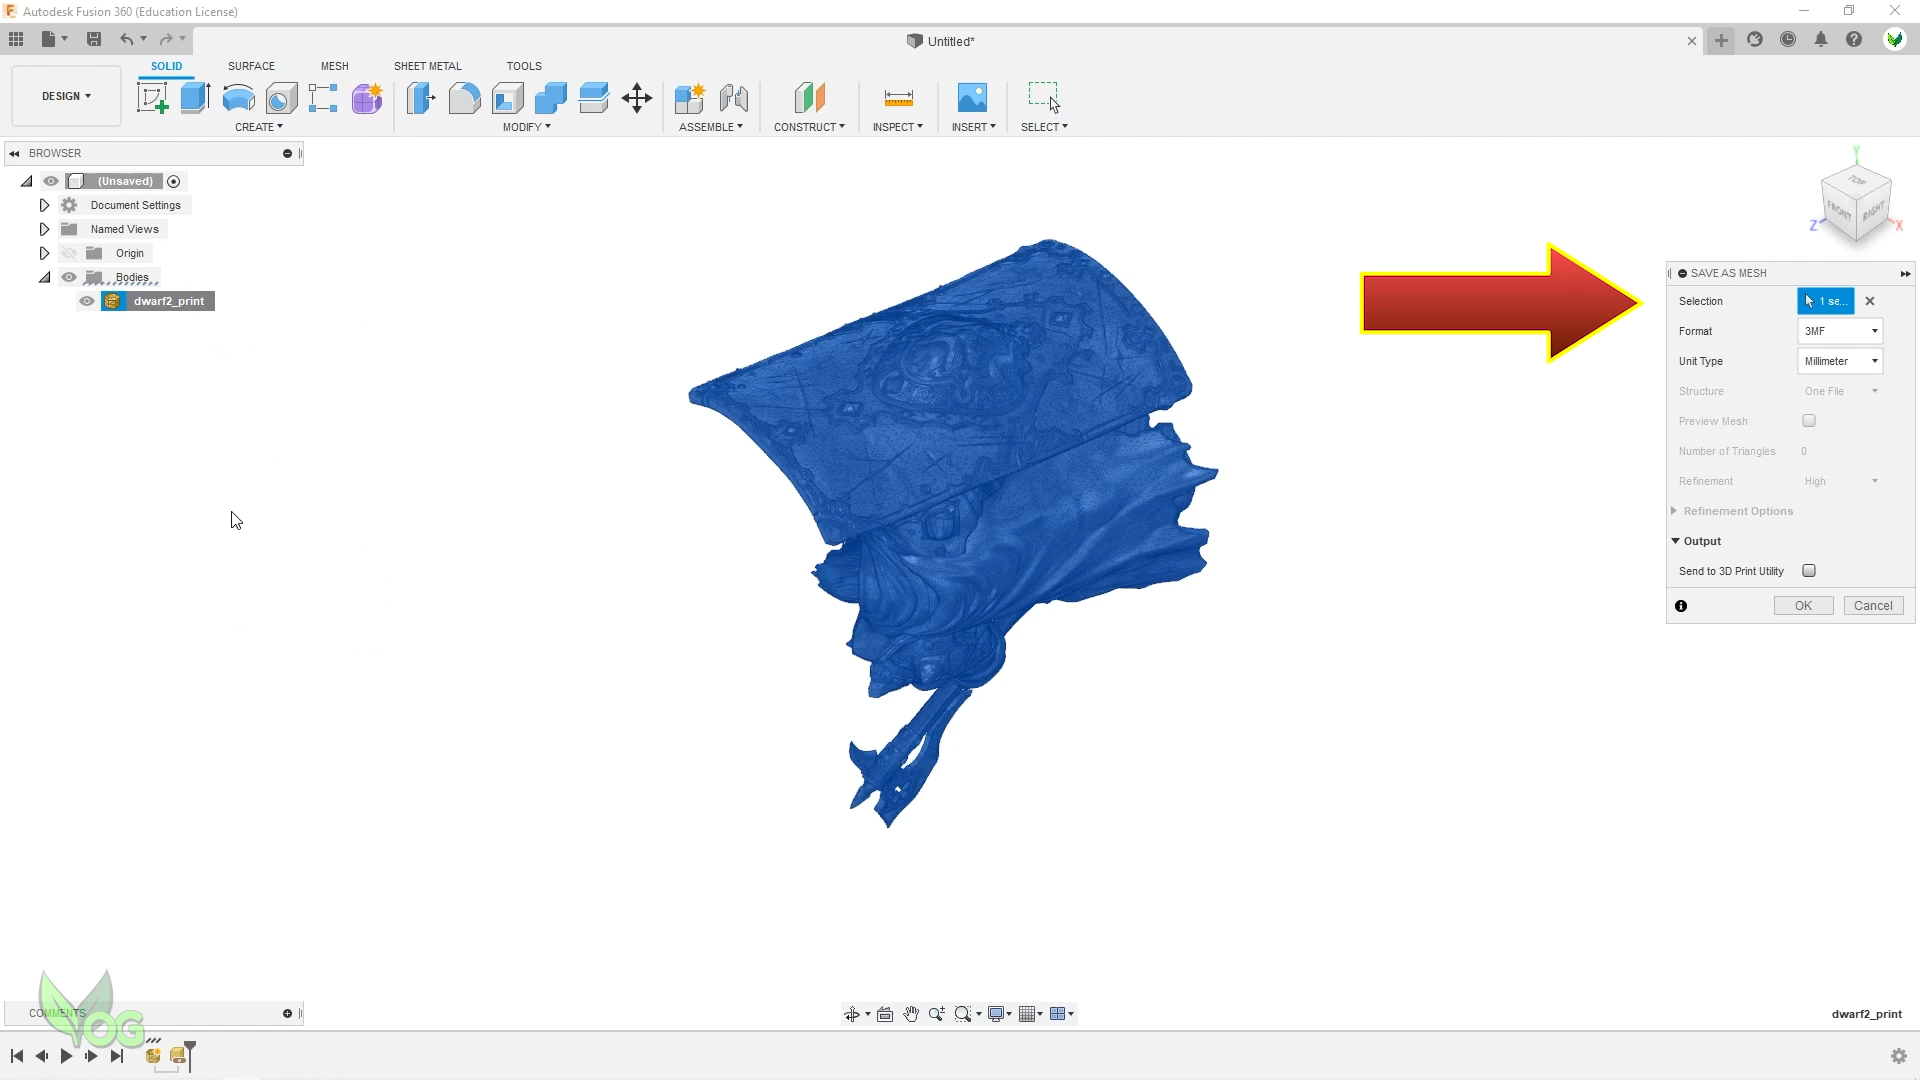 Autodesk Fusion 360 (Education License)
Untitled*
SOLID SURFACE MESH SHEET METAL TOOLS
DESIGN
CREATE MODIFY ASSEMBLE CONSTRUCT INSPECT INSERT SELECT
BROWSER
(Unsaved)
Document Settings
Named Views
Origin
Bodies
dwarf2_print
Y
TOP
FRONT RIGHT
Z X
SAVE AS MESH
Selection 1 se...
Format 3MF
Unit Type Millimeter
Structure One File
Preview Mesh
Number of Triangles 0
Refinement High
Refinement Options
Output
Send to 3D Print Utility
OK Cancel
COMMENTS
OG
dwarf2_print